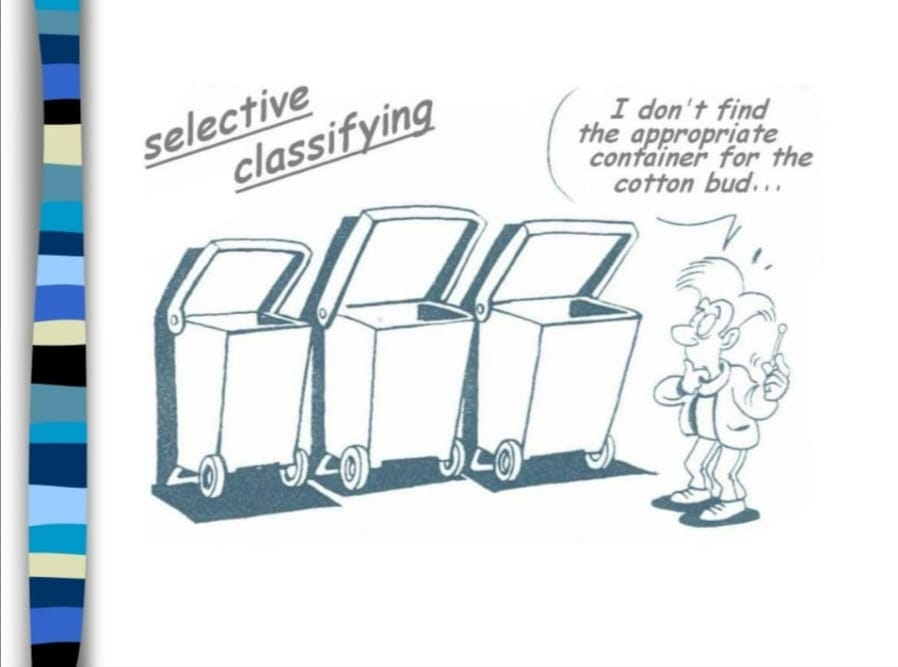 selective
classifying
I don't find
the appropriate
container for the
cotton bud...